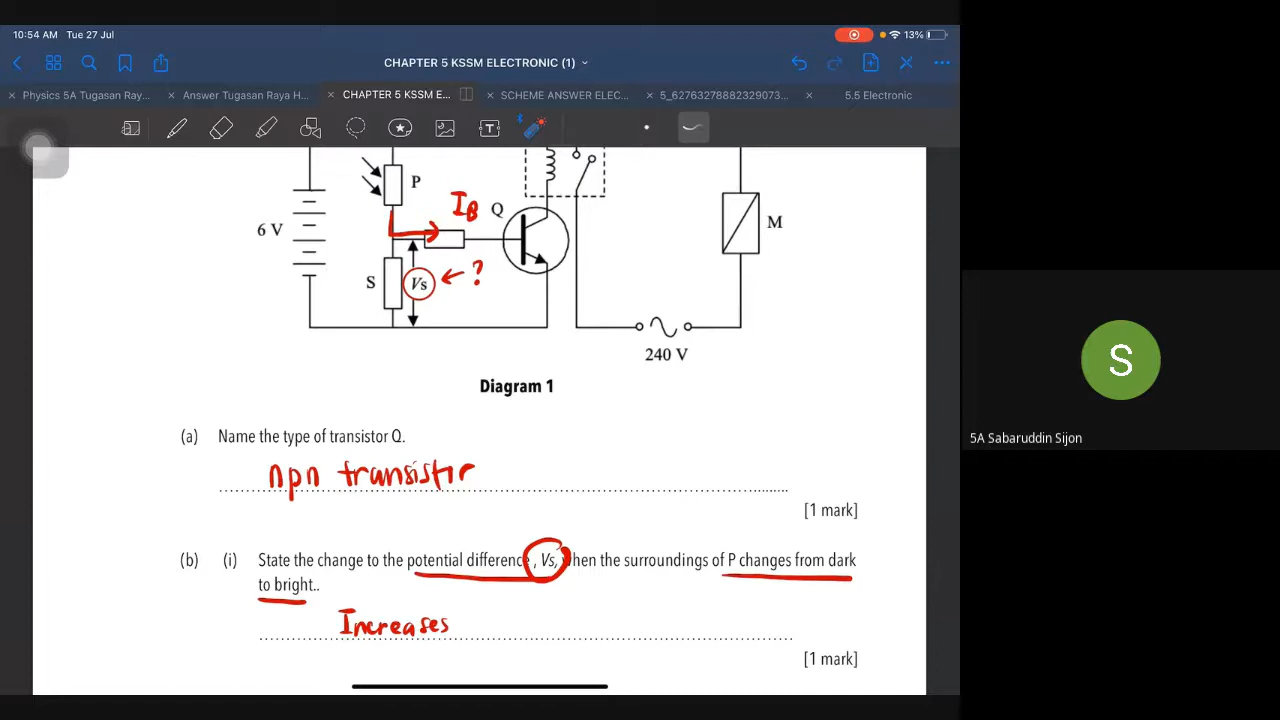 10:54 AM Tue 27 Jul
13%
CHAPTER 5 KSSM ELECTRONIC (1)
Physics 5A Tugasan Ray...
Answer Tugasan Raya H...
CHAPTER 5 KSSM E...
SCHEME ANSWER ELEC...
5_62763278882329073...
5.5 Electronic
P
IB
Q
6 V
M
S
Vs
?
240 V
Diagram 1
(a) Name the type of transistor Q.
npn transistor
[1 mark]
(b) (i) State the change to the potential difference, Vs, when the surroundings of P changes from dark
to bright..
Increases
[1 mark]
S
5A Sabaruddin Sijon